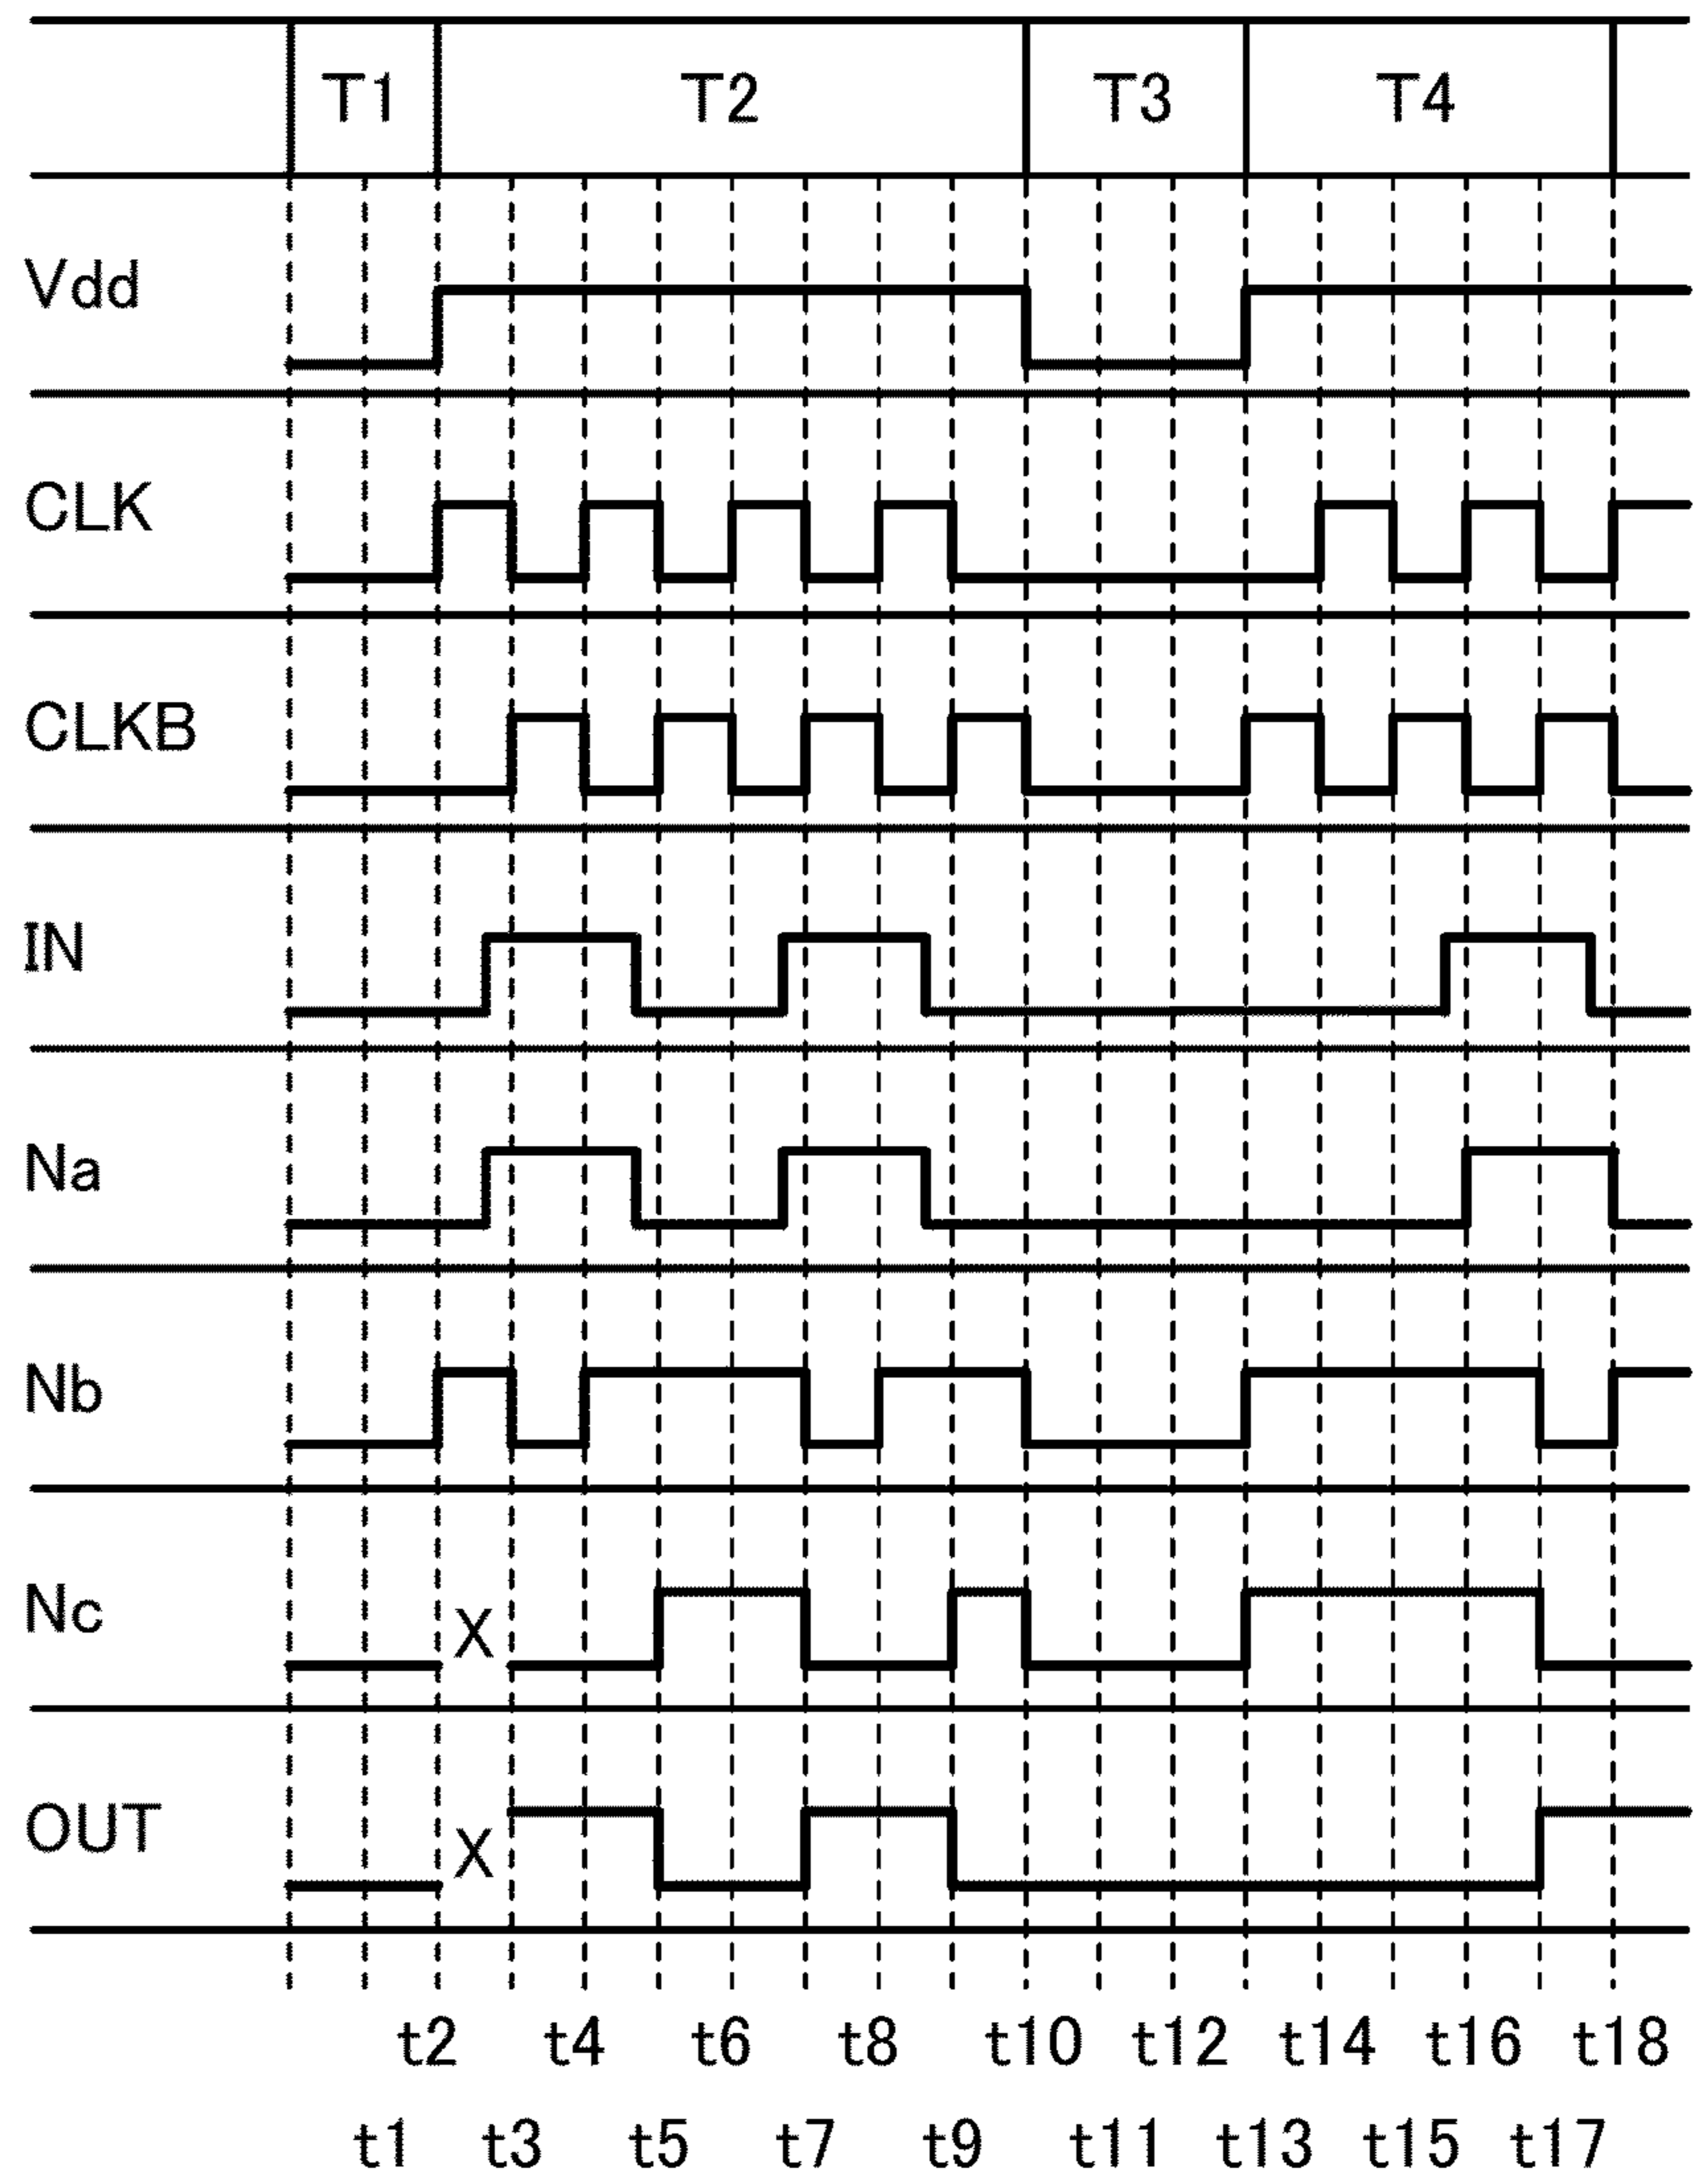 T1 T2 T3 T4
Vdd
CLK
CLKB
IN
Na
Nb
Nc X
OUT X
t2 t4 t6 t8 t10 t12 t14 t16 t18
t1 t3 t5 t7 t9 t11 t13 t15 t17